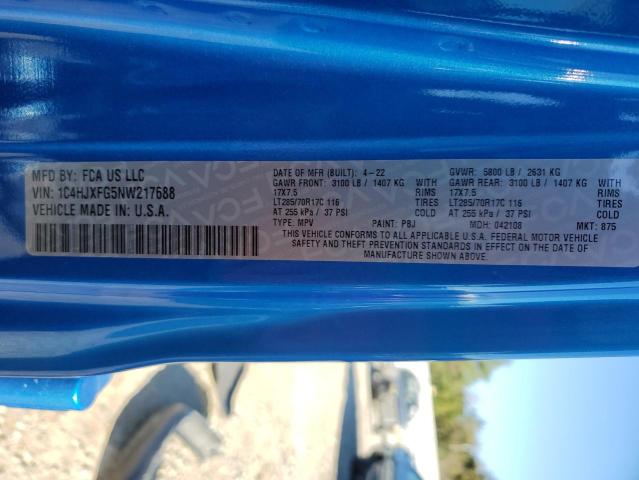 MFD BY: FCA US LLC
VIN: 1C4HJXFG5NW217688
VEHICLE MADE IN: U.S.A.
DATE OF MFR (BUILT): 4-22 GVWR: 5800 LB / 2631 KG
GAWR FRONT: 3100 LB / 1407 KG WITH GAWR REAR: 3100 LB / 1407 KG WITH
17X7.5 RIMS 17X7.5 RIMS
LT285/70R17C 116 TIRES LT285/70R17C 116 TIRES
AT 255 kPa / 37 PSI COLD AT 255 kPa / 37 PSI COLD
TYPE: MPV PAINT: PBJ MDH: 042108 MKT: 875
THIS VEHICLE CONFORMS TO ALL APPLICABLE U.S.A. FEDERAL MOTOR VEHICLE
SAFETY AND THEFT PREVENTION STANDARDS IN EFFECT ON THE DATE OF
MANUFACTURE SHOWN ABOVE.